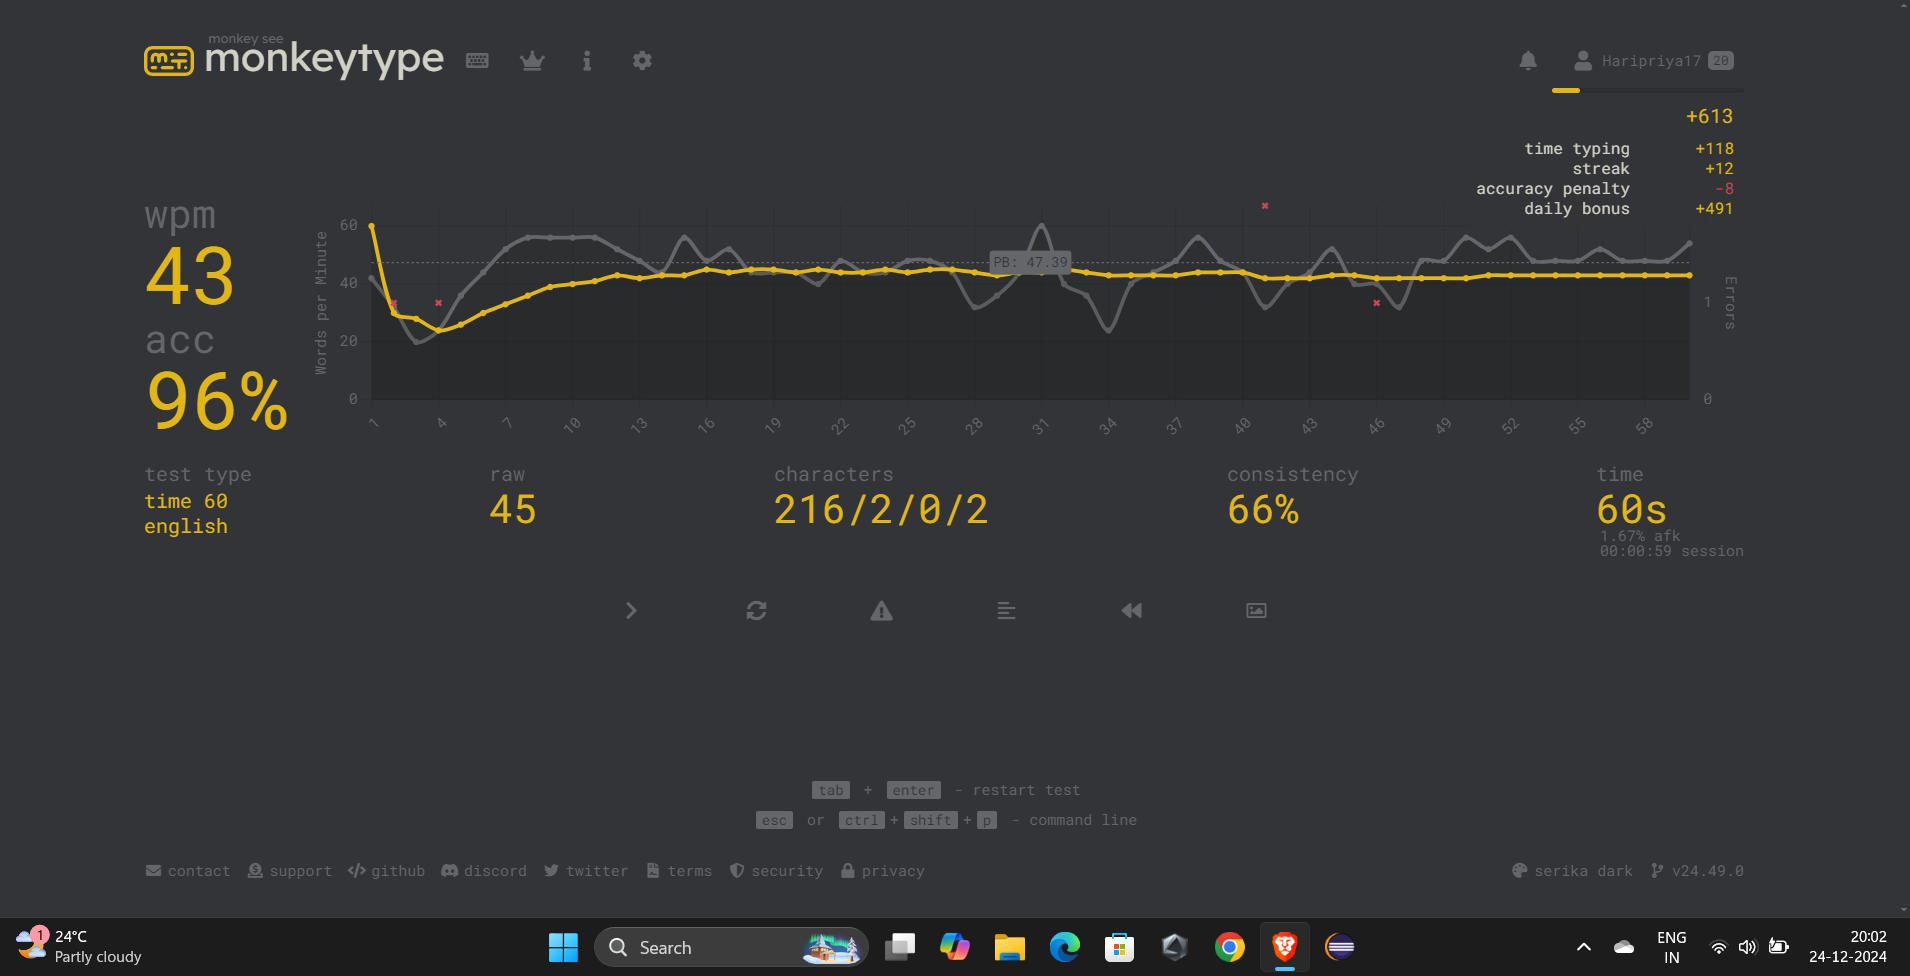 monkey see
monkeytype
Haripriya17 20
+613
time typing +118
streak +12
accuracy penalty -8
daily bonus +491
wpm
43
acc
96%
Words per Minute
60
40
20
0
PB: 47.39
Errors
1
0
1 4 7 10 13 16 19 22 25 28 31 34 37 40 43 46 49 52 55 58
test type
time 60
english
raw
45
characters
216/2/0/2
consistency
66%
time
60s
1.67% afk
00:00:59 session
tab + enter - restart test
esc or ctrl + shift + p - command line
contact support github discord twitter terms security privacy
serika dark v24.49.0
1
24°C
Partly cloudy
Search
ENG
IN
20:02
24-12-2024